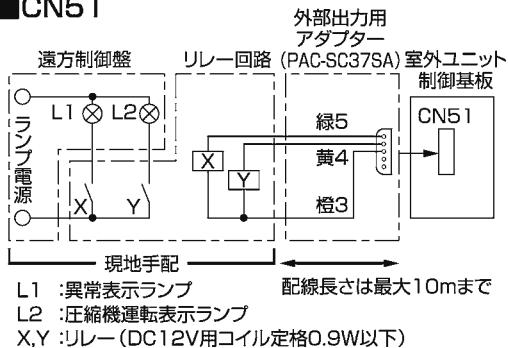 ■CN51
外部出力用
アダプター
(PAC-SC37SA)
遠方制御盤
リレー回路
室外ユニット
制御基板
ランプ電源
L1
L2
X
Y
X
Y
緑5
黄4
橙3
CN51
現地手配
配線長さは最大10mまで
L1 :異常表示ランプ
L2 :圧縮機運転表示ランプ
X,Y :リレー(DC12V用コイル定格0.9W以下)